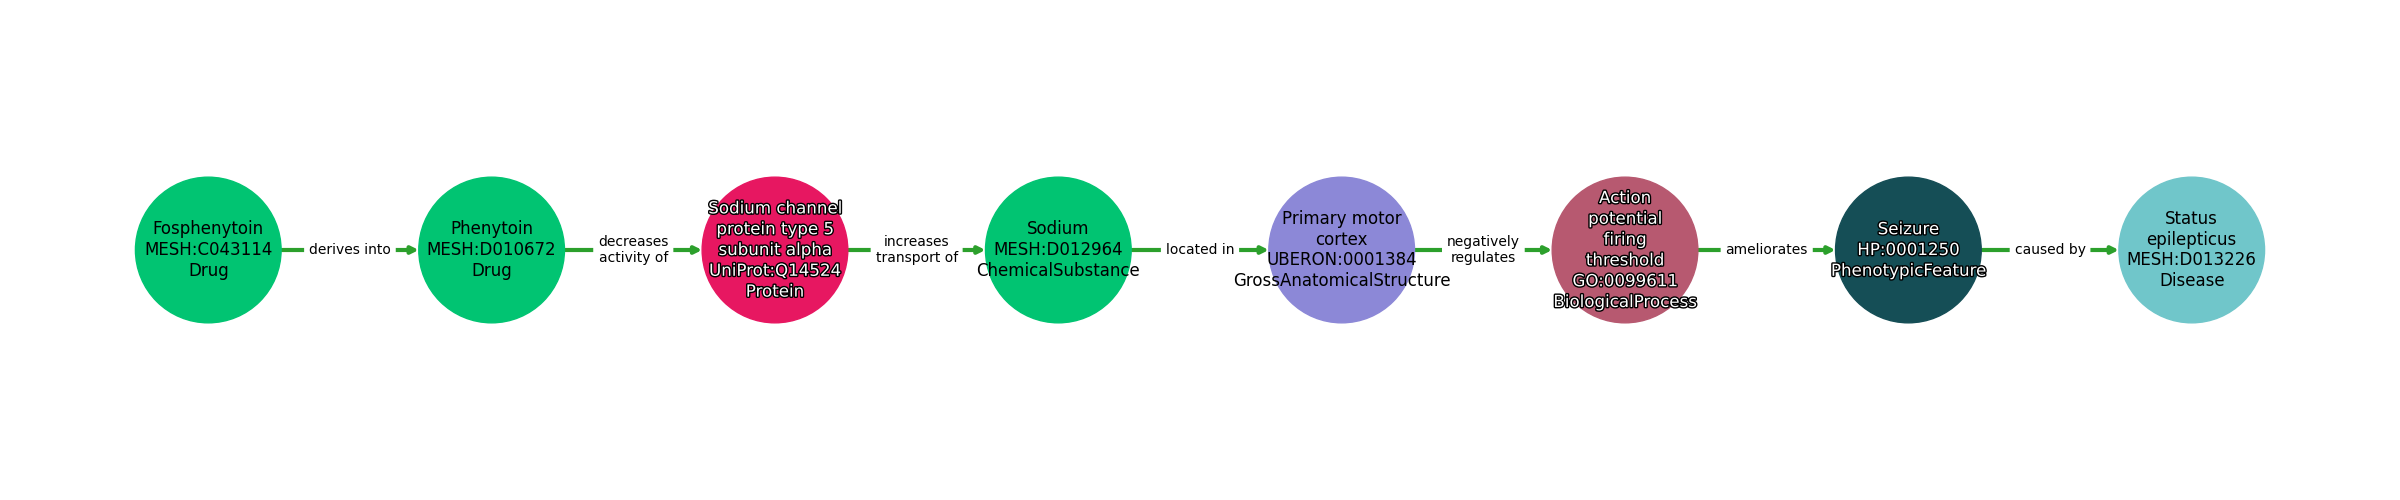 Fosphenytoin
MESH:C043114
Drug
derives into
Phenytoin
MESH:D010672
Drug
decreases
activity of
Sodium channel
protein type 5
subunit alpha
UniProt:Q14524
Protein
increases
transport of
Sodium
MESH:D012964
ChemicalSubstance
located in
Primary motor
cortex
UBERON:0001384
GrossAnatomicalStructure
negatively
regulates
Action
potential
firing
threshold
GO:0099611
BiologicalProcess
ameliorates
Seizure
HP:0001250
PhenotypicFeature
caused by
Status
epilepticus
MESH:D013226
Disease